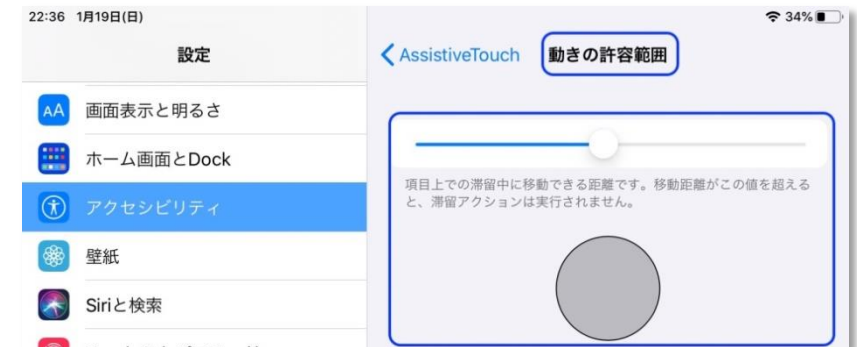 22:36 1月19日(日)
34%
設定
画面表示と明るさ
ホーム画面とDock
アクセシビリティ
壁紙
Siriと検索
AssistiveTouch 動きの許容範囲
項目上での滞留中に移動できる距離です。移動距離がこの値を超える
と、滞留アクションは実行されません。